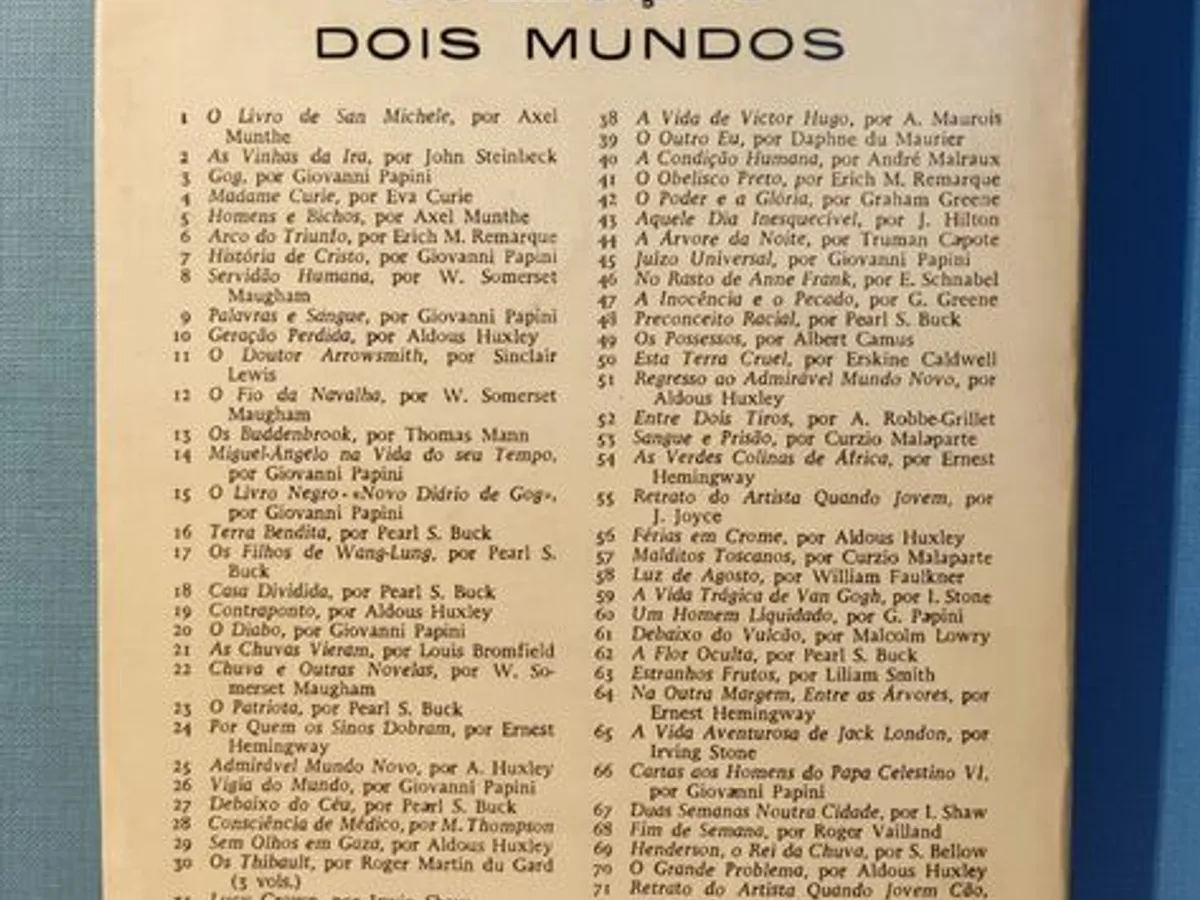 DOIS MUNDOS
1 O Livro de San Michele, por Axel
Munthe
2 As Vinhas da Ira, por John Steinbeck
3 Gog, por Giovanni Papini
4 Madame Curie, por Eva Curie
5 Homens e Bichos, por Axel Munthe
6 Arco do Triunfo, por Erich M. Remarque
7 História de Cristo, por Giovanni Papini
8 Servidão Humana, por W. Somerset
Maugham
9 Palavras e Sangue, por Giovanni Papini
10 Geração Perdida, por Aldous Huxley
11 O Doutor Arrowsmith, por Sinclair
Lewis
12 O Fio da Navalha, por W. Somerset
Maugham
13 Os Buddenbrook, por Thomas Mann
14 Miguel-Angelo na Vida do seu Tempo,
por Giovanni Papini
15 O Livro Negro - «Novo Diário de Gog»,
por Giovanni Papini
16 Terra Bendita, por Pearl S. Buck
17 Os Filhos de Wang-Lung, por Pearl S.
Buck
18 Casa Dividida, por Pearl S. Buck
19 Contraponto, por Aldous Huxley
20 O Diabo, por Giovanni Papini
21 As Chuvas Vieram, por Louis Bromfield
22 Chuva e Outras Novelas, por W. So-
merset Maugham
23 O Patriota, por Pearl S. Buck
24 Por Quem os Sinos Dobram, por Ernest
Hemingway
25 Admirável Mundo Novo, por A. Huxley
26 Vigia do Mundo, por Giovanni Papini
27 Debaixo do Céu, por Pearl S. Buck
28 Consciência de Médico, por M. Thompson
29 Sem Olhos em Gaza, por Aldous Huxley
30 Os Thibault, por Roger Martin du Gard
(3 vols.)
38 A Vida de Victor Hugo, por A. Maurois
39 O Outro Eu, por Daphne du Maurier
40 A Condição Humana, por André Malraux
41 O Obelisco Preto, por Erich M. Remarque
42 O Poder e a Glória, por Graham Greene
43 Aquele Dia Inesquecível, por J. Hilton
44 A Árvore da Noite, por Truman Capote
45 Juízo Universal, por Giovanni Papini
46 No Rasto de Anne Frank, por E. Schnabel
47 A Inocência e o Pecado, por G. Greene
48 Preconceito Racial, por Pearl S. Buck
49 Os Possessos, por Albert Camus
50 Esta Terra Cruel, por Erskine Caldwell
51 Regresso ao Admirável Mundo Novo, por
Aldous Huxley
52 Entre Dois Tiros, por A. Robbe-Grillet
53 Sangue e Prisão, por Curzio Malaparte
54 As Verdes Colinas de África, por Ernest
Hemingway
55 Retrato do Artista Quando Jovem, por
J. Joyce
56 Férias em Crome, por Aldous Huxley
57 Malditos Toscanos, por Curzio Malaparte
58 Luz de Agosto, por William Faulkner
59 A Vida Trágica de Van Gogh, por I. Stone
60 Um Homem Liquidado, por G. Papini
61 Debaixo do Vulcão, por Malcolm Lowry
62 A Flor Oculta, por Pearl S. Buck
63 Estranhos Frutos, por Liliam Smith
64 Na Outra Margem, Entre as Árvores, por
Ernest Hemingway
65 A Vida Aventurosa de Jack London, por
Irving Stone
66 Cartas aos Homens do Papa Celestino VI,
por Giovanni Papini
67 Duas Semanas Noutra Cidade, por I. Shaw
68 Fim de Semana, por Roger Vailland
69 Henderson, o Rei da Chuva, por S. Bellow
70 O Grande Problema, por Aldous Huxley
71 Retrato do Artista Quando Jovem Cão,